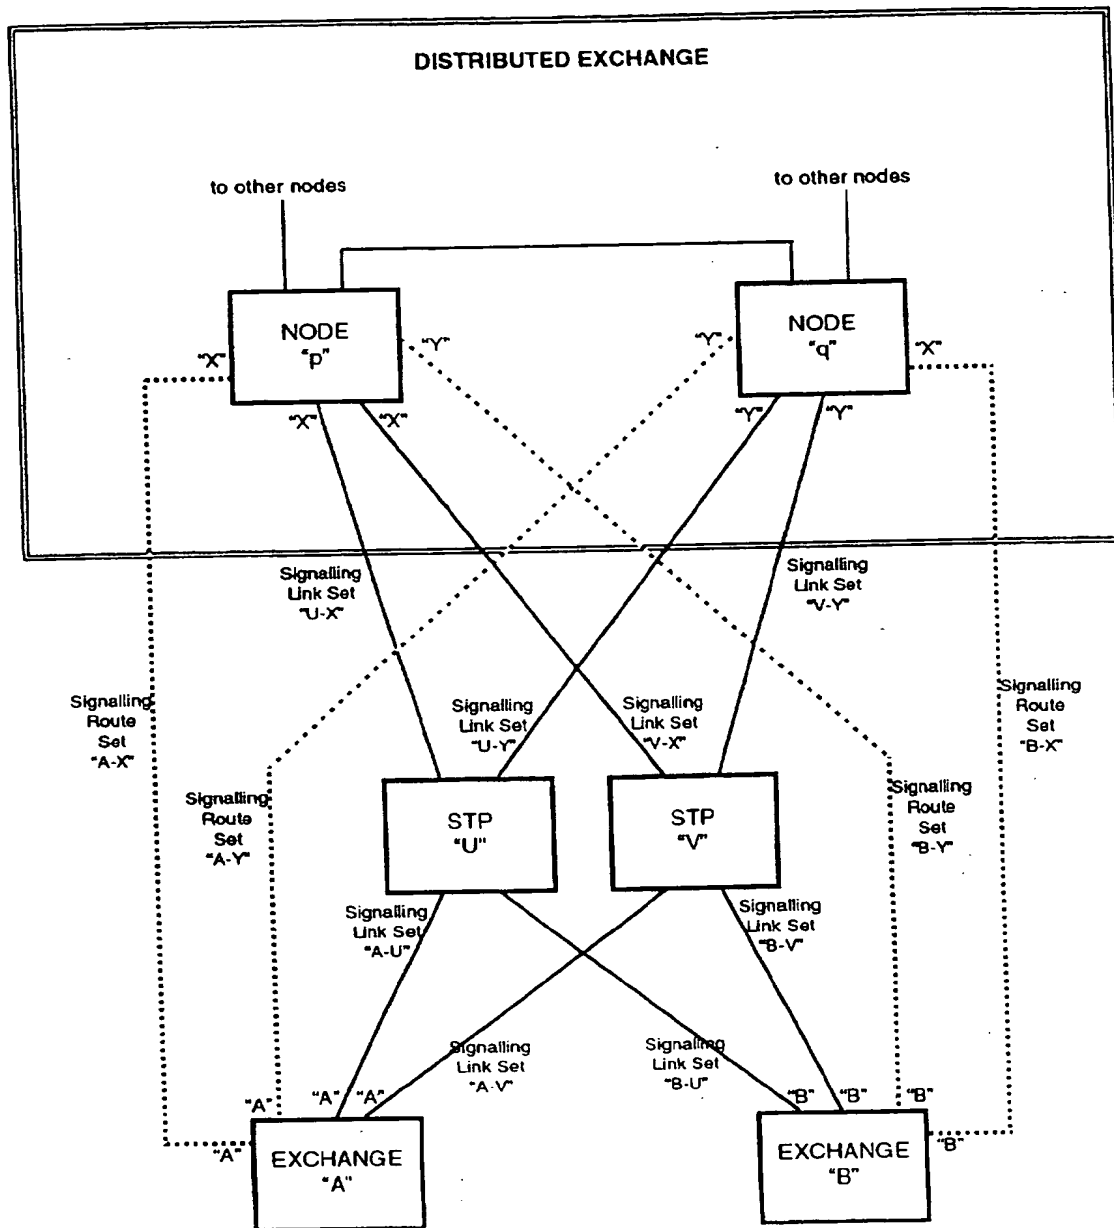 DISTRIBUTED EXCHANGE
to other nodes
to other nodes
NODE
"p"
NODE
"q"
"X"
"Y"
"Y"
"X"
"X"
"X"
"Y"
"Y"
Signalling
Link Set
"U-X"
Signalling
Link Set
"V-Y"
Signalling
Route
Set
"A-X"
Signalling
Link Set
"U-Y"
Signalling
Link Set
"V-X"
Signalling
Route
Set
"B-X"
Signalling
Route
Set
"A-Y"
STP
"U"
STP
"V"
Signalling
Route
Set
"B-Y"
Signalling
Link Set
"A-U"
Signalling
Link Set
"B-V"
Signalling
Link Set
"A-V"
Signalling
Link Set
"B-U"
"A"
"A"
"A"
"B"
"B"
"B"
"A"
"B"
EXCHANGE
"A"
EXCHANGE
"B"